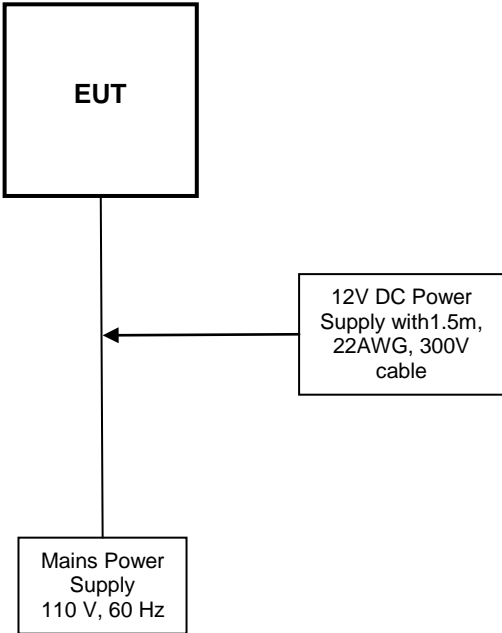 EUT
12V DC Power
Supply with1.5m,
22AWG, 300V
cable
Mains Power
Supply
110 V, 60 Hz